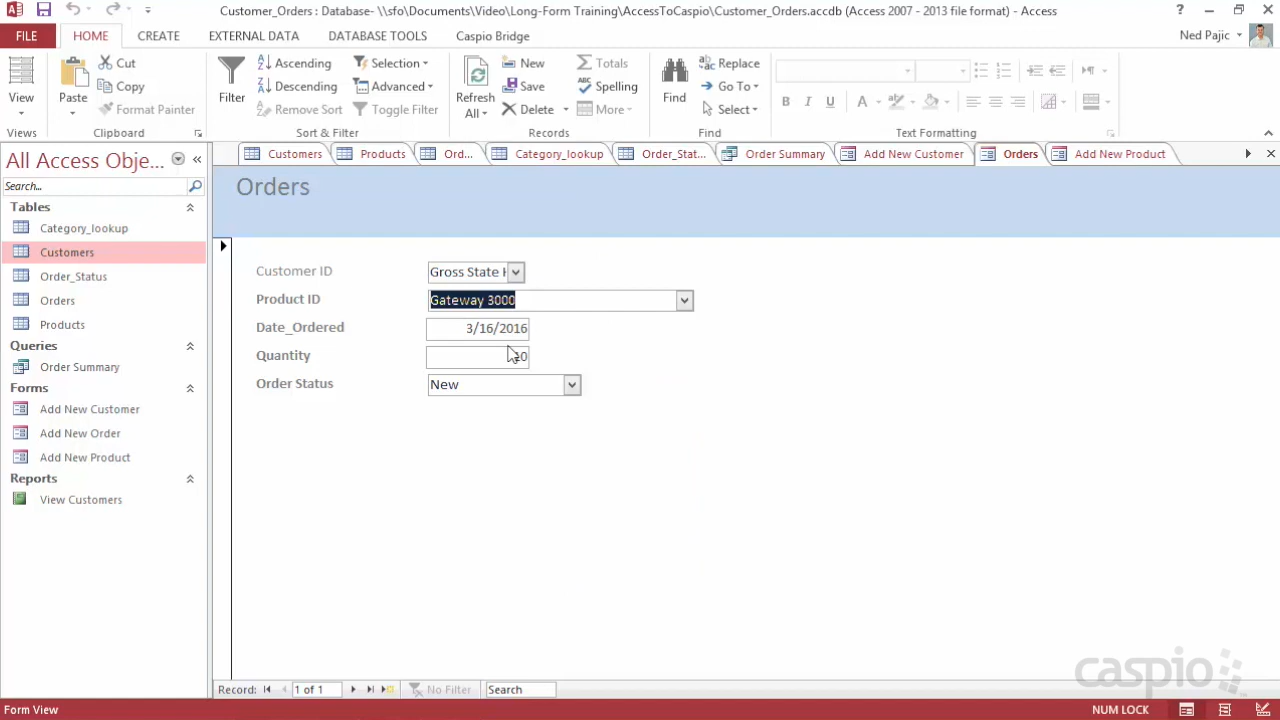 Customer_Orders : Database- \\sfo\Documents\Video\Long-Form Training\AccessToCaspio\Customer_Orders.accdb (Access 2007 - 2013 file format) - Access
FILE HOME CREATE EXTERNAL DATA DATABASE TOOLS Caspio Bridge Ned Pajic
View
Views
Paste
Cut
Copy
Format Painter
Clipboard
Filter
Ascending
Descending
Remove Sort
Selection
Advanced
Toggle Filter
Sort & Filter
Refresh
All
New
Save
Delete
Totals
Spelling
More
Records
Find
Replace
Go To
Select
Find
B I U A
Text Formatting
All Access Obje...
Search...
Tables
Category_lookup
Customers
Order_Status
Orders
Products
Queries
Order Summary
Forms
Add New Customer
Add New Order
Add New Product
Reports
View Customers
Customers Products Ord... Category_lookup Order_Stat... Order Summary Add New Customer Orders Add New Product
Orders
Customer ID Gross State
Product ID Gateway 3000
Date_Ordered 3/16/2016
Quantity
Order Status New
Record: 1 of 1 No Filter Search
caspio
Form View NUM LOCK